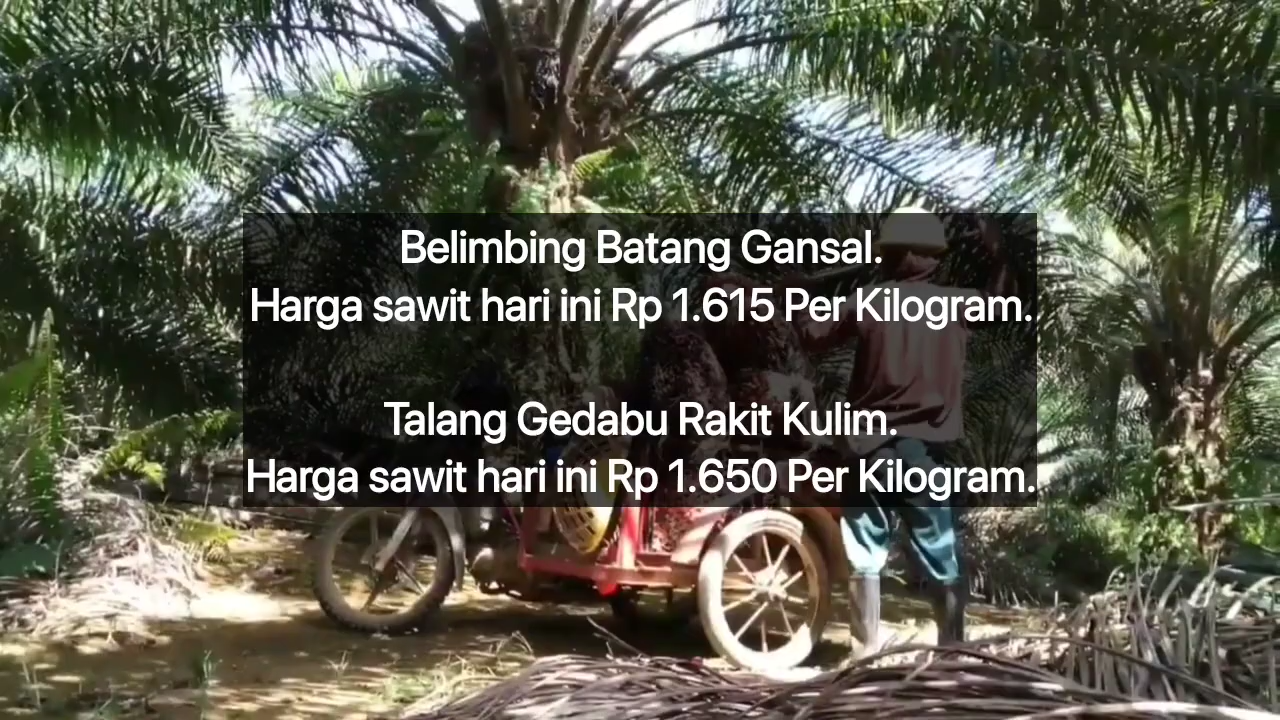 Belimbing Batang Gansal.
Harga sawit hari ini Rp 1.615 Per Kilogram.
Talang Gedabu Rakit Kulim.
Harga sawit hari ini Rp 1.650 Per Kilogram.